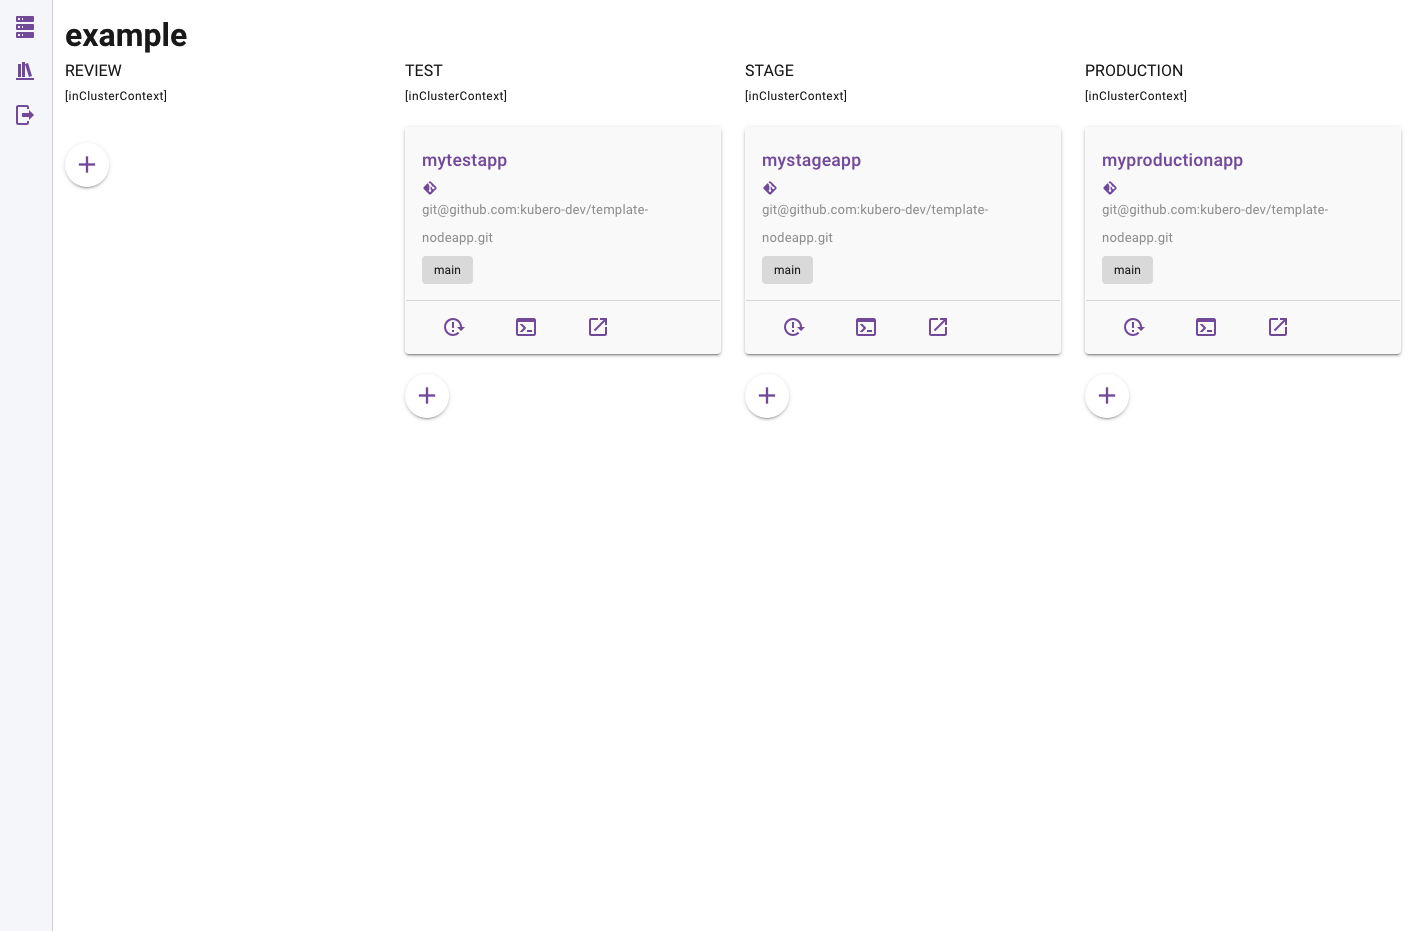 example
REVIEW
[inClusterContext]
TEST
[inClusterContext]
mytestapp
git@github.com:kubero-dev/template-
nodeapp.git
main
STAGE
[inClusterContext]
mystageapp
git@github.com:kubero-dev/template-
nodeapp.git
main
PRODUCTION
[inClusterContext]
myproductionapp
git@github.com:kubero-dev/template-
nodeapp.git
main